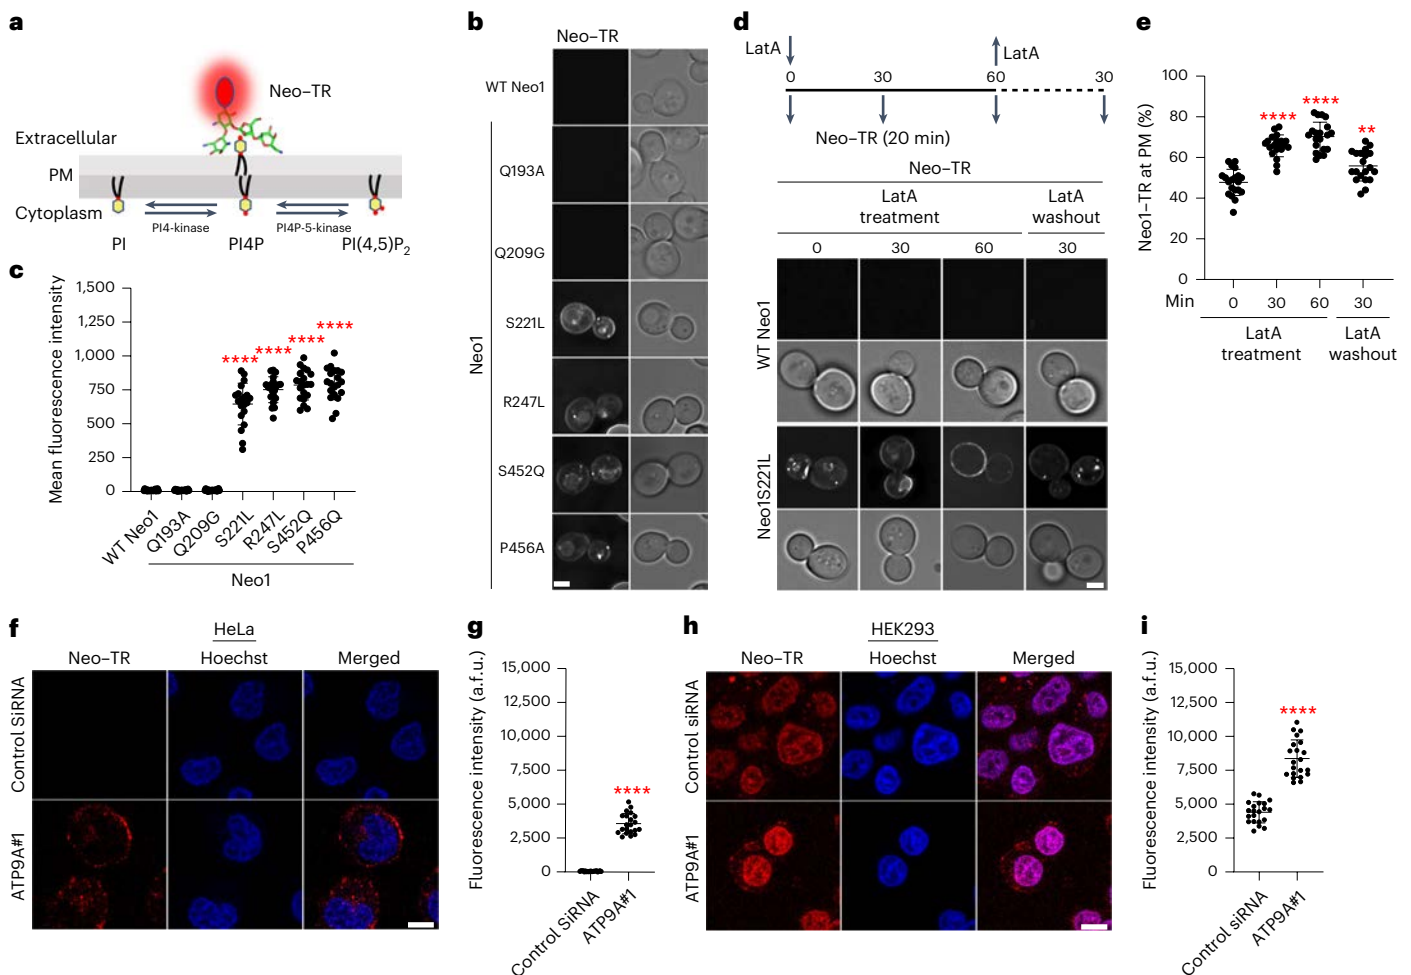 a
Neo–TR
Extracellular
PM
Cytoplasm
PI4-kinase
PI4P-5-kinase
PI
PI4P
PI(4,5)P2
b
Neo–TR
WT Neo1
Q193A
Q209G
S221L
R247L
S452Q
P456A
Neo1
c
Mean fluorescence intensity
1,500
1,250
1,000
750
500
250
0
****
****
****
****
WT Neo1
Q193A
Q209G
S221L
R247L
S452Q
P456Q
Neo1
d
LatA
LatA
0
30
60
30
Neo–TR (20 min)
Neo–TR
LatA
treatment
LatA
washout
0
30
60
30
WT Neo1
Neo1S221L
e
Neo1–TR at PM (%)
100
80
60
40
20
0
****
****
**
Min
0
30
60
30
LatA
treatment
LatA
washout
f
HeLa
Neo–TR
Hoechst
Merged
Control SiRNA
ATP9A#1
g
Fluorescence intensity (a.f.u.)
15,000
12,500
10,000
7,500
5,000
2,500
0
****
Control SiRNA
ATP9A#1
h
HEK293
Neo–TR
Hoechst
Merged
Control siRNA
ATP9A#1
i
Fluorescence intensity (a.f.u.)
15,000
12,500
10,000
7,500
5,000
2,500
0
****
Control siRNA
ATP9A#1